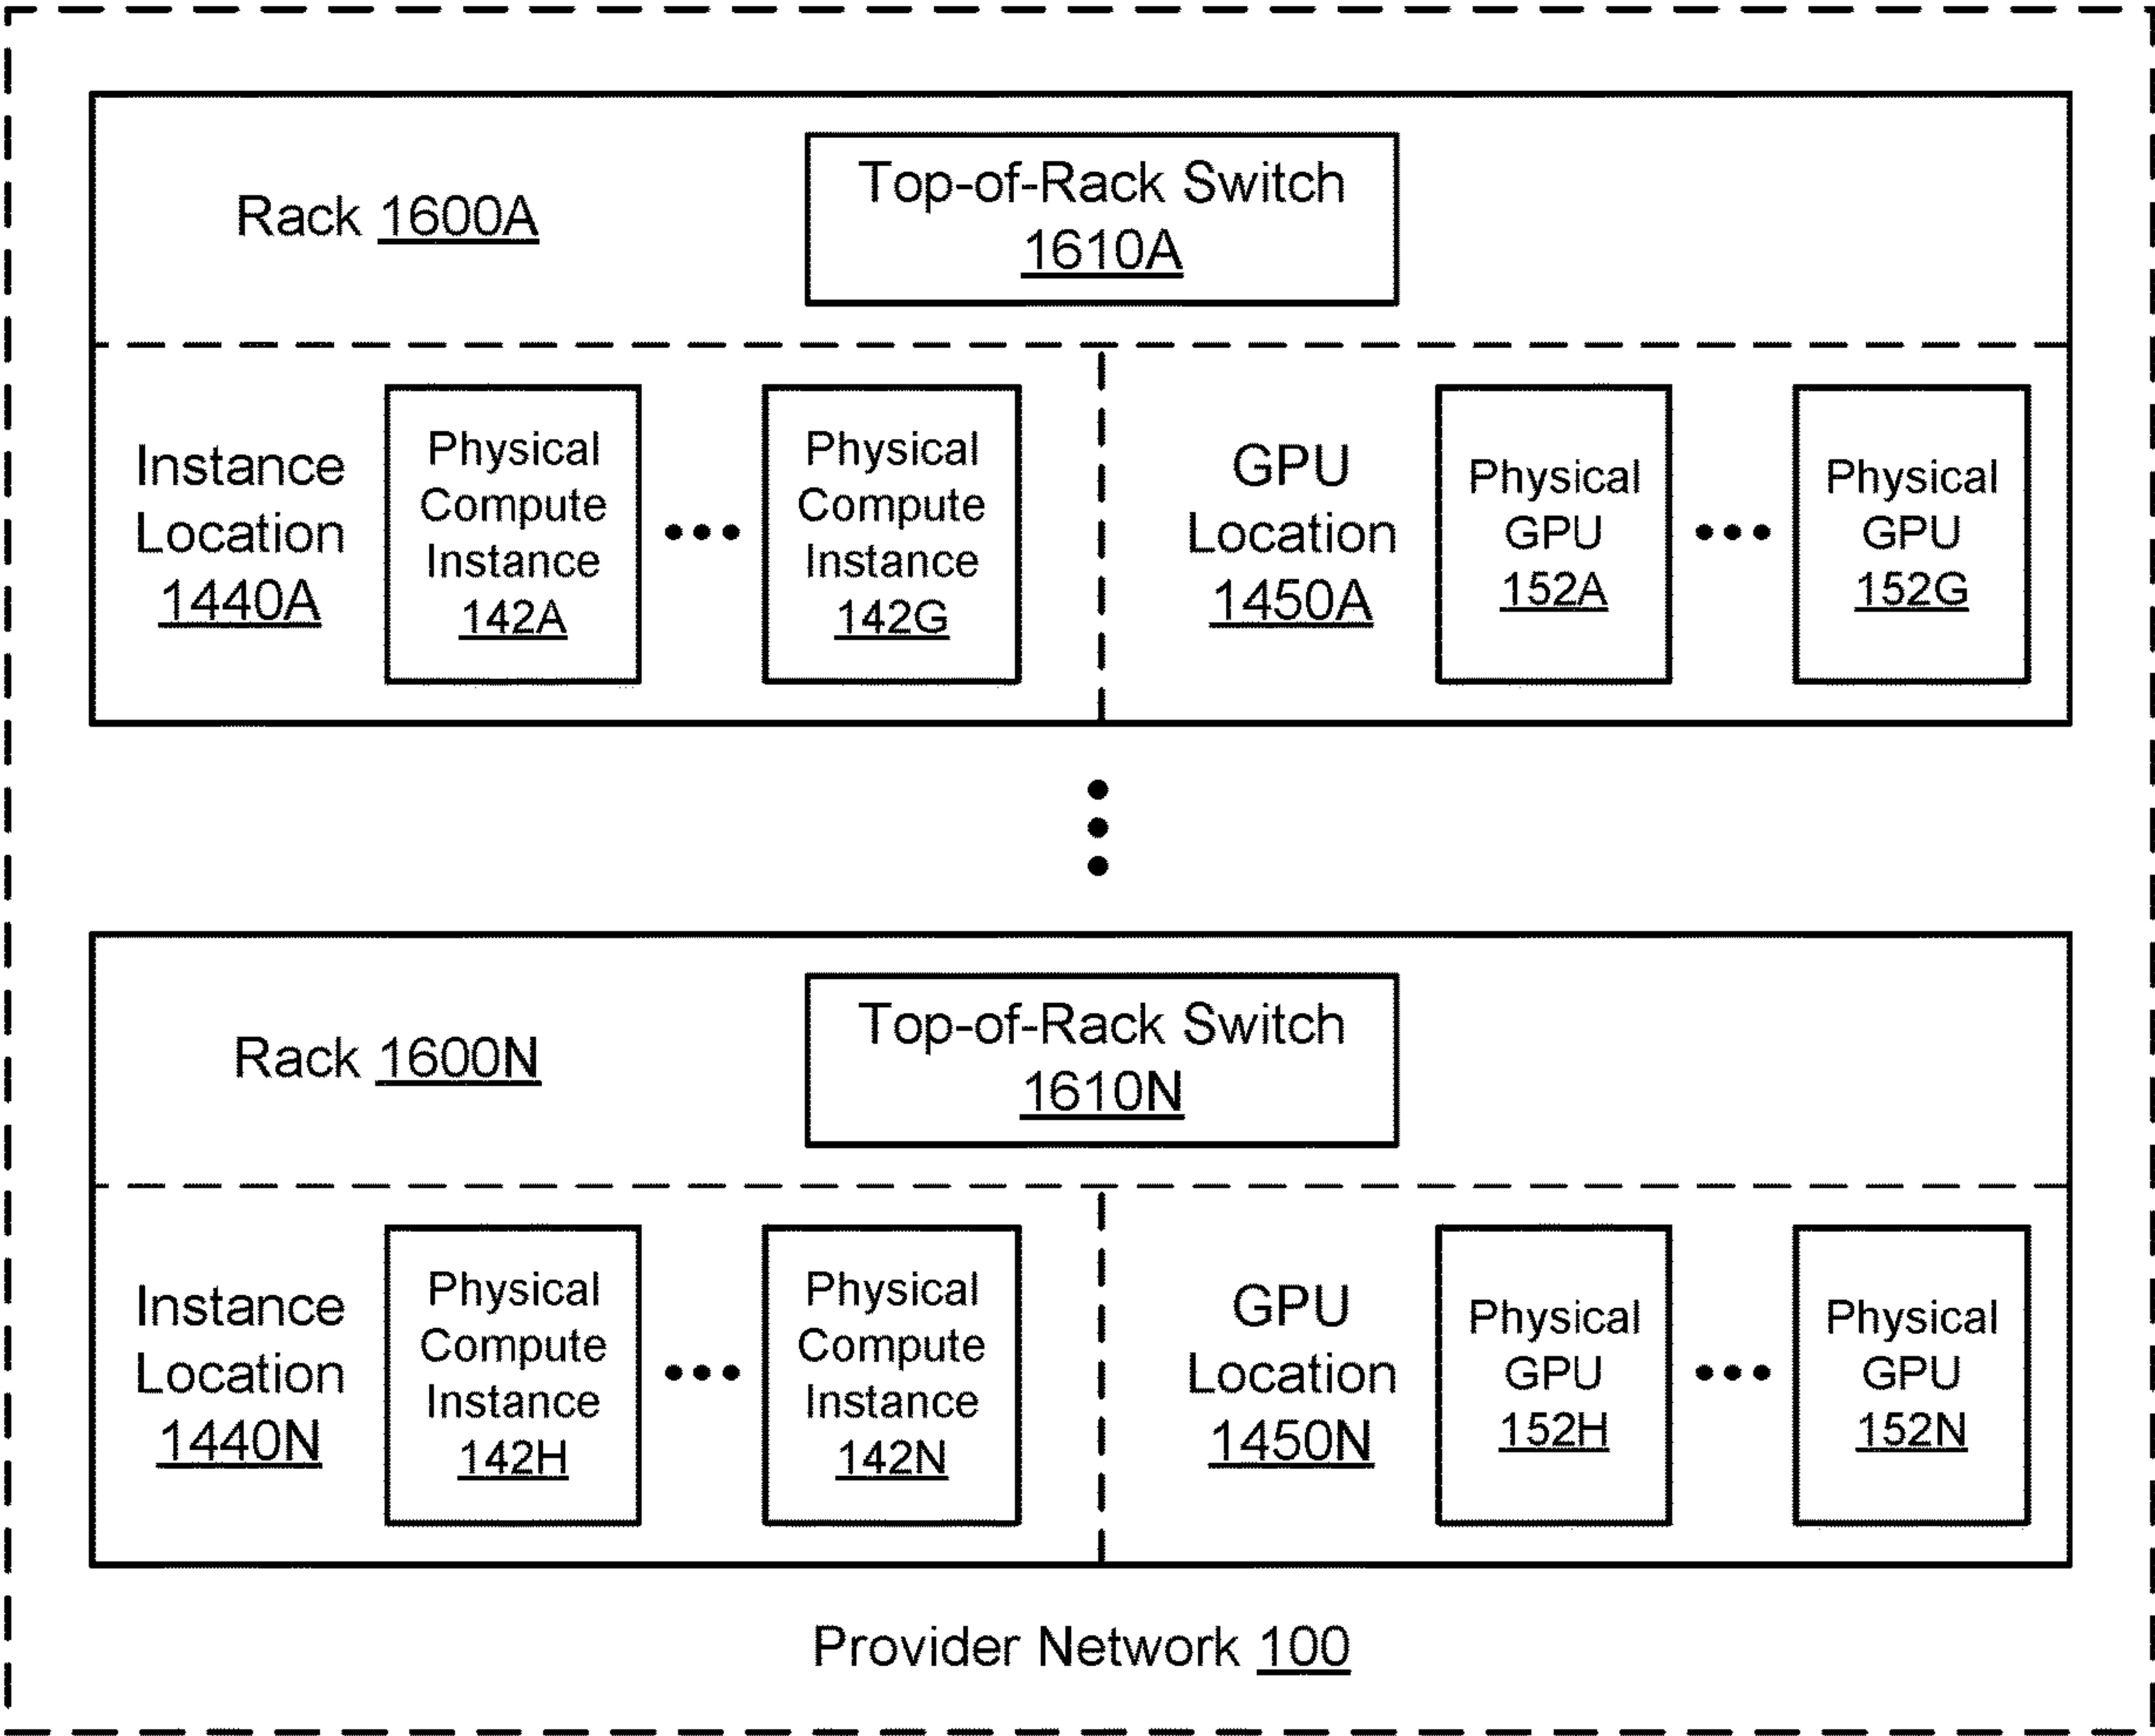 Rack 1600A
Top-of-Rack Switch
1610A
Instance
Location
1440A
Physical
Compute
Instance
142A
Physical
Compute
Instance
142G
GPU
Location
1450A
Physical
GPU
152A
Physical
GPU
152G
Rack 1600N
Top-of-Rack Switch
1610N
Instance
Location
1440N
Physical
Compute
Instance
142H
Physical
Compute
Instance
142N
GPU
Location
1450N
Physical
GPU
152H
Physical
GPU
152N
Provider Network 100